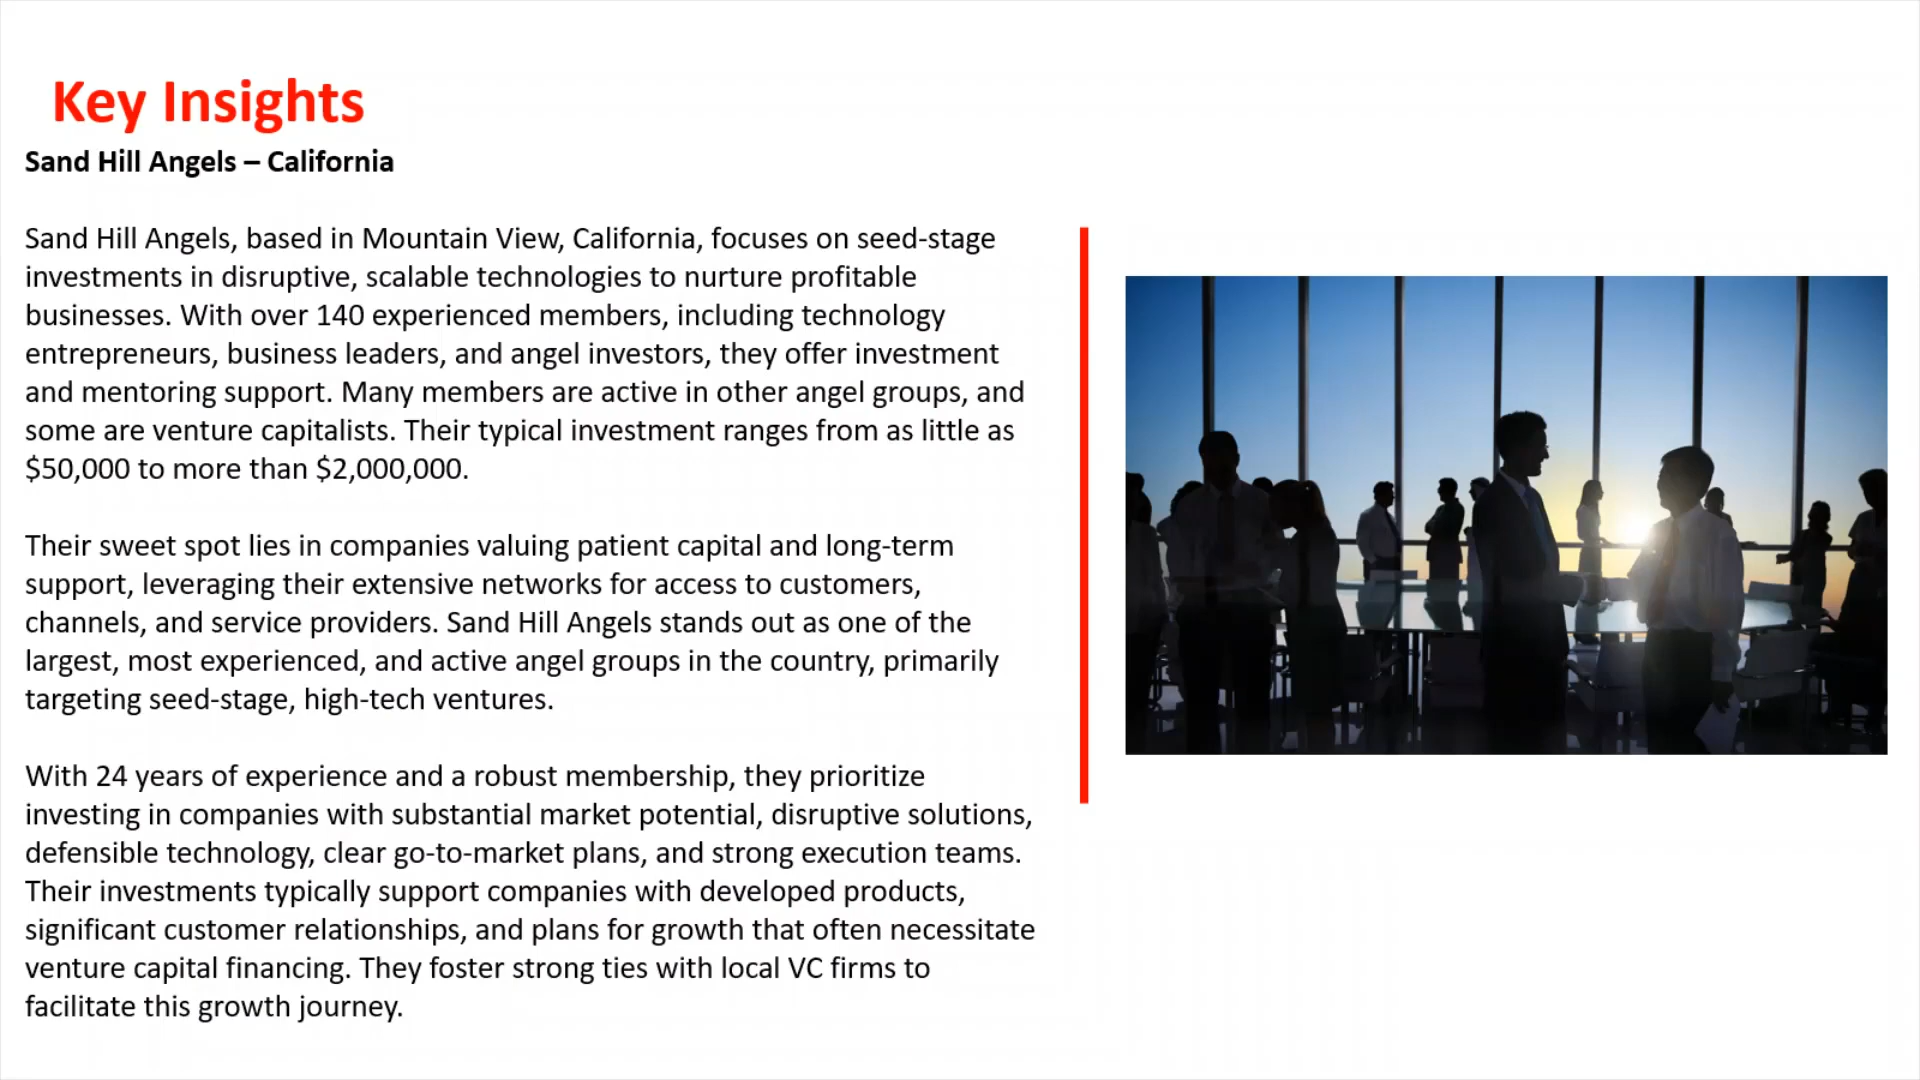 Key Insights
Sand Hill Angels – California
Sand Hill Angels, based in Mountain View, California, focuses on seed-stage
investments in disruptive, scalable technologies to nurture profitable
businesses. With over 140 experienced members, including technology
entrepreneurs, business leaders, and angel investors, they offer investment
and mentoring support. Many members are active in other angel groups, and
some are venture capitalists. Their typical investment ranges from as little as
$50,000 to more than $2,000,000.
Their sweet spot lies in companies valuing patient capital and long-term
support, leveraging their extensive networks for access to customers,
channels, and service providers. Sand Hill Angels stands out as one of the
largest, most experienced, and active angel groups in the country, primarily
targeting seed-stage, high-tech ventures.
With 24 years of experience and a robust membership, they prioritize
investing in companies with substantial market potential, disruptive solutions,
defensible technology, clear go-to-market plans, and strong execution teams.
Their investments typically support companies with developed products,
significant customer relationships, and plans for growth that often necessitate
venture capital financing. They foster strong ties with local VC firms to
facilitate this growth journey.